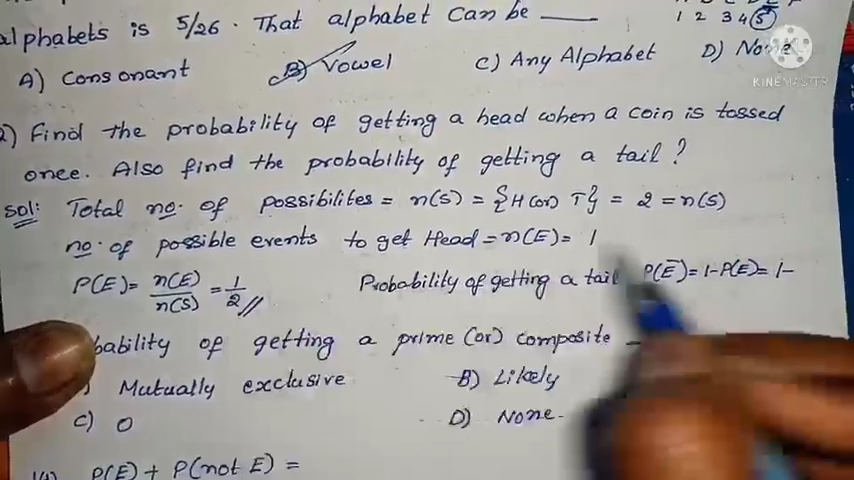 alphabets is 5/26. That alphabet can be ____
1 2 3 4 5
A) Consonant B) Vowel C) Any Alphabet D) None
KINEMASTER
2) Find the probability of getting a head when a coin is tossed
once. Also find the probability of getting a tail?
Sol: Total no. of possibilites = n(S) = {H (or) T} = 2 = n(S)
no. of possible events to get Head = n(E) = 1
P(E) = n(E)/n(S) = 1/2 // Probability of getting a tail P(E̅) = 1-P(E) = 1-
bability of getting a prime (or) composite
) Mutually exclusive B) Likely
C) 0 D) None.
14) P(E) + P(not E) =